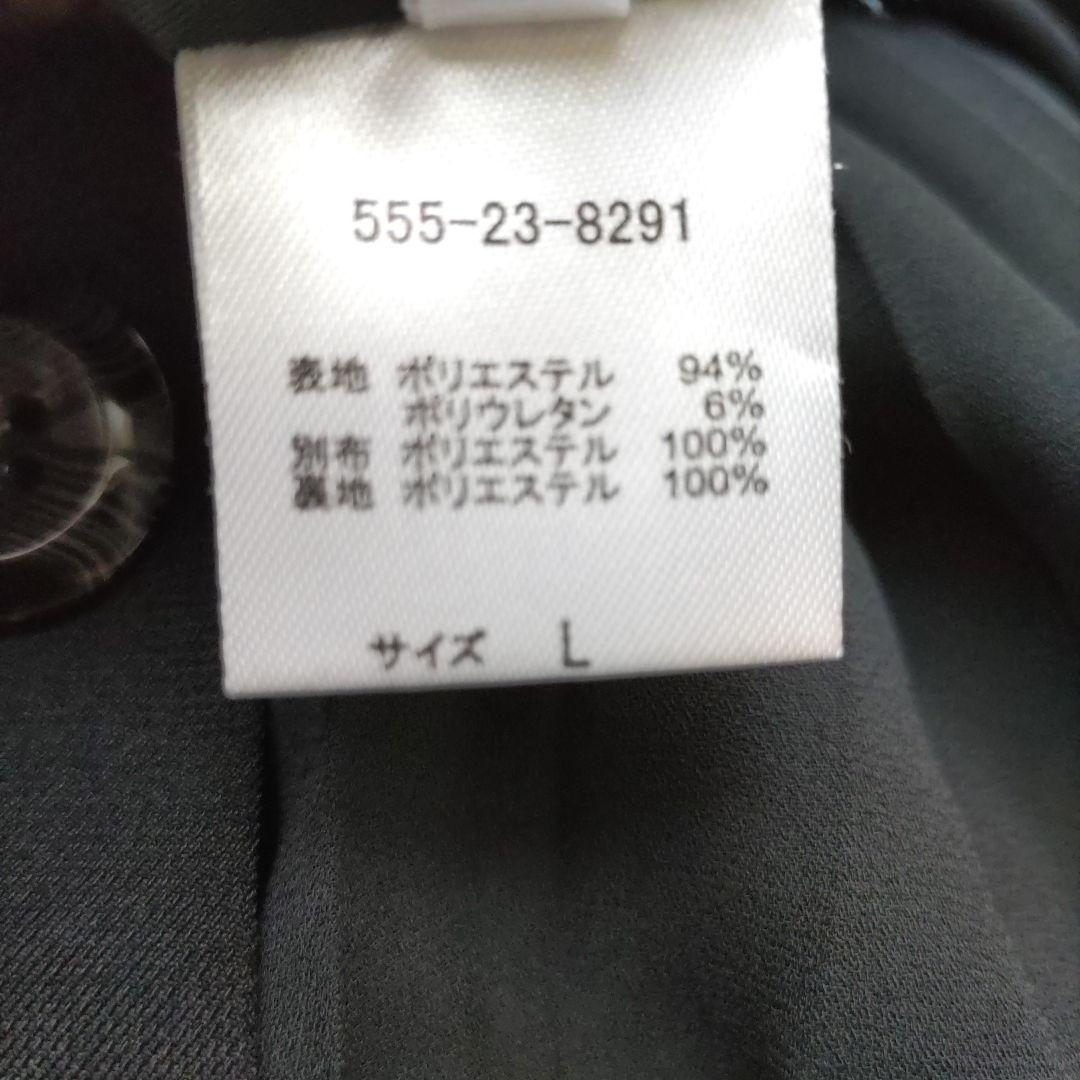 555-23-8291
表地 ポリエステル 94%
ポリウレタン 6%
別布 ポリエステル 100%
裏地 ポリエステル 100%
サイズ L